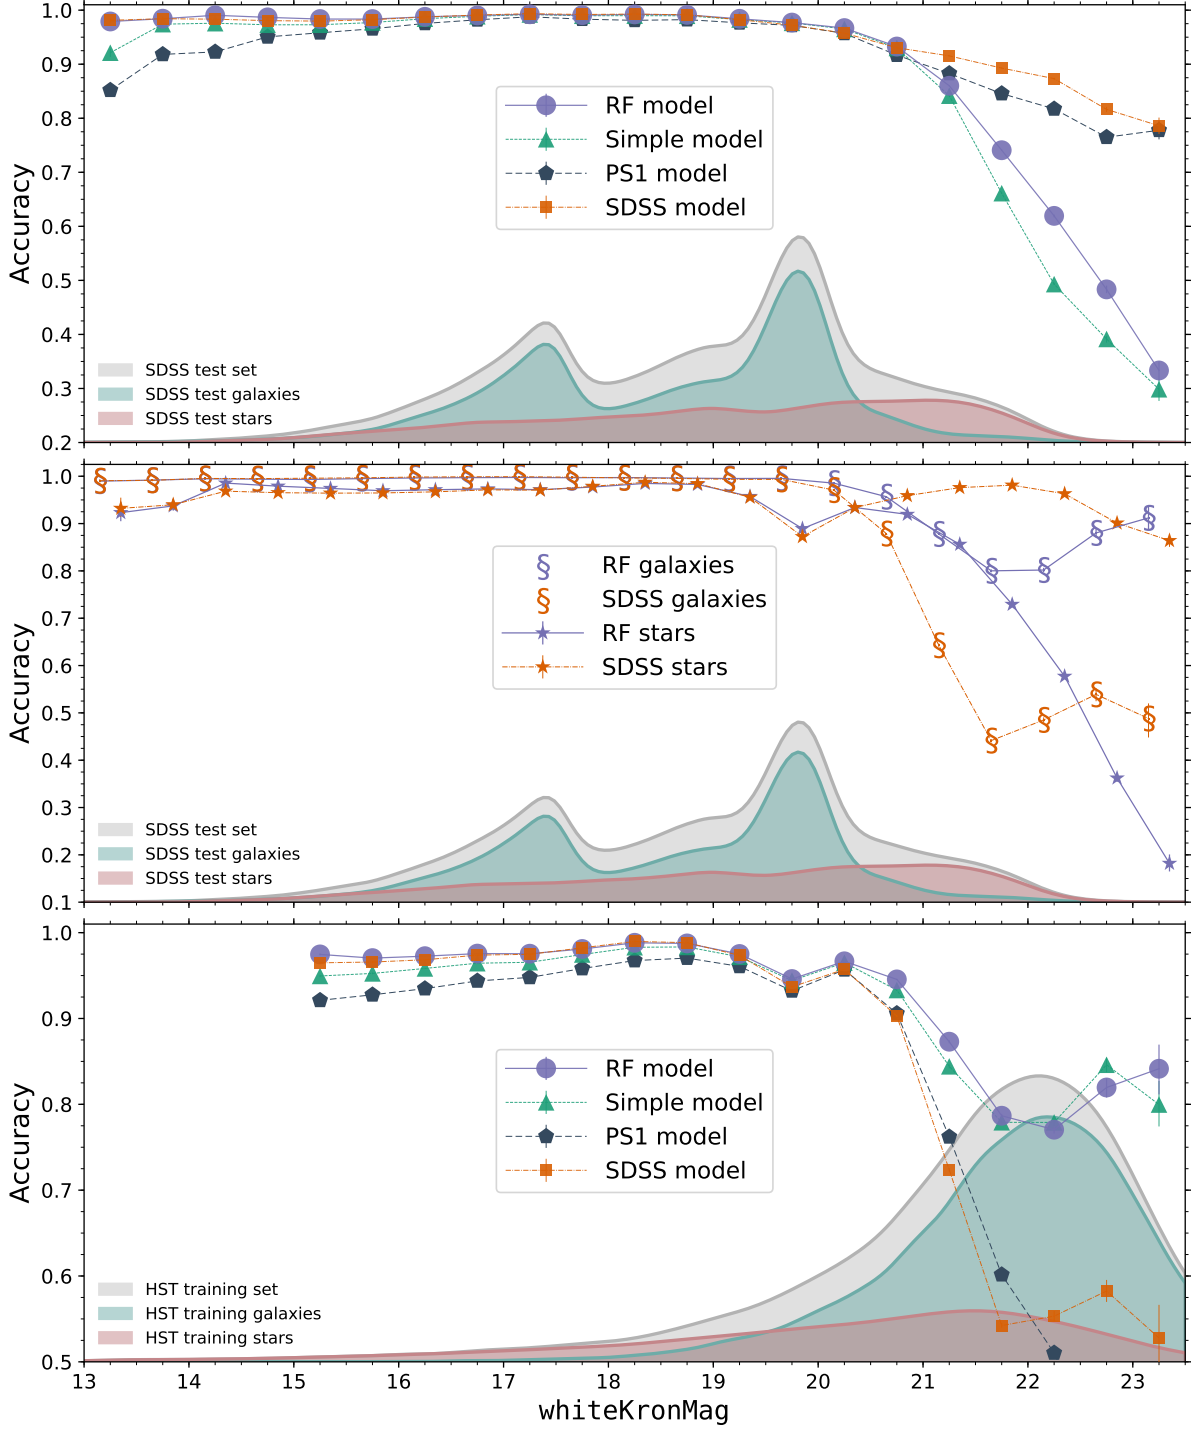 Accuracy
1.0
0.9
0.8
0.7
0.6
0.5
0.4
0.3
0.2
RF model
Simple model
PS1 model
SDSS model
SDSS test set
SDSS test galaxies
SDSS test stars
Accuracy
1.0
0.9
0.8
0.7
0.6
0.5
0.4
0.3
0.2
0.1
§ RF galaxies
§ SDSS galaxies
RF stars
SDSS stars
SDSS test set
SDSS test galaxies
SDSS test stars
Accuracy
1.0
0.9
0.8
0.7
0.6
0.5
RF model
Simple model
PS1 model
SDSS model
HST training set
HST training galaxies
HST training stars
13 14 15 16 17 18 19 20 21 22 23
whiteKronMag